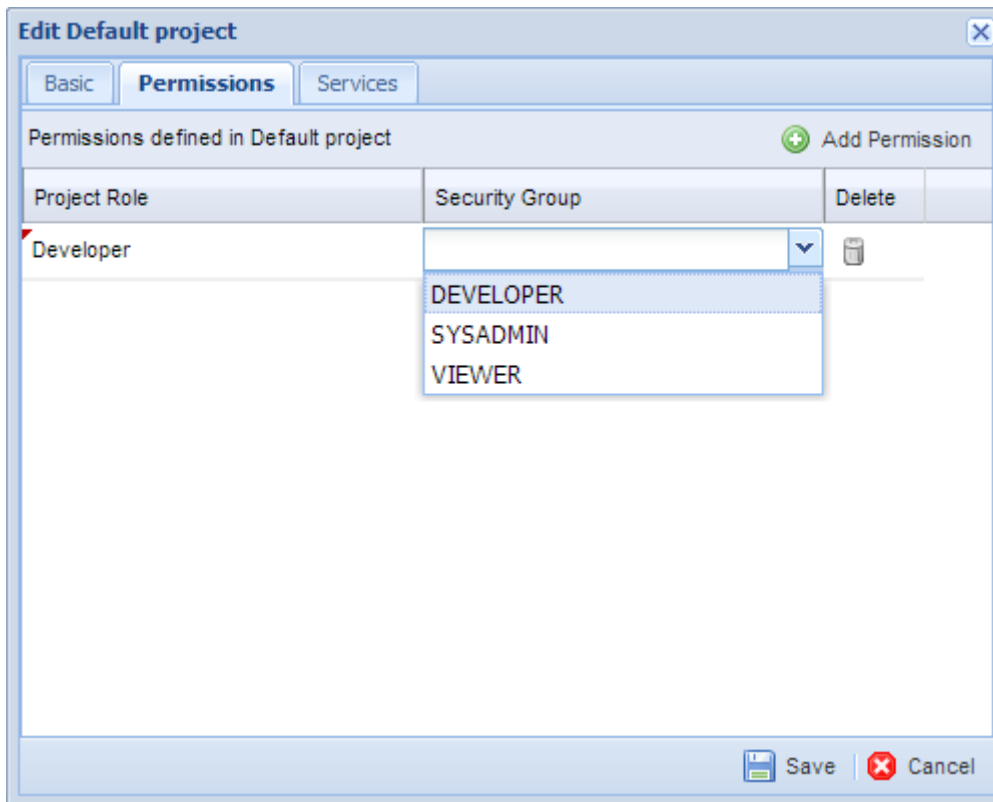 Edit Default project
Basic Permissions Services
Permissions defined in Default project Add Permission
Project Role Security Group Delete
Developer
DEVELOPER
SYSADMIN
VIEWER
Save Cancel